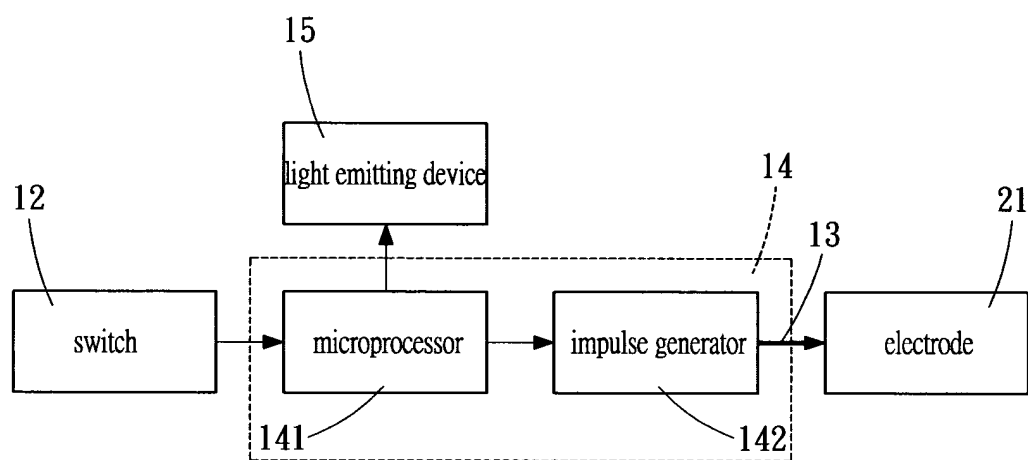 15
light emitting device
14
12
13
21
switch
microprocessor
impulse generator
electrode
141
142